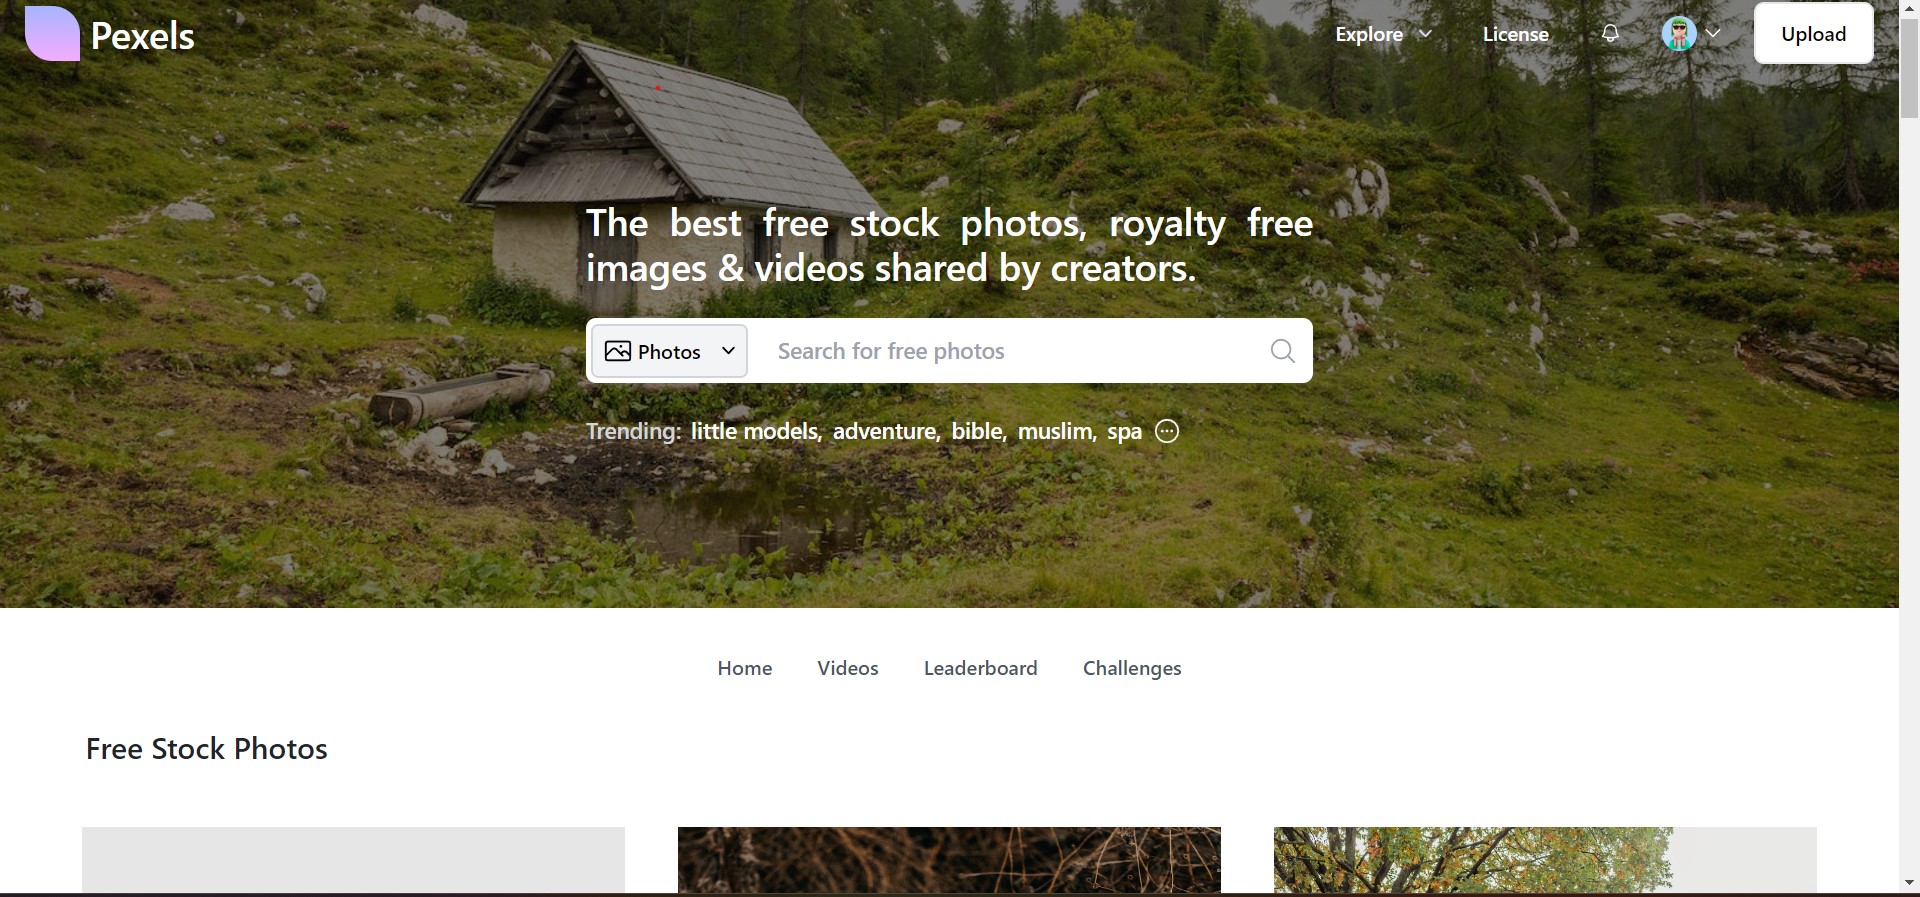 Pexels
Explore
License
Upload
The best free stock photos, royalty free
images & videos shared by creators.
Photos
Search for free photos
Trending: little models, adventure, bible, muslim, spa
Home
Videos
Leaderboard
Challenges
Free Stock Photos